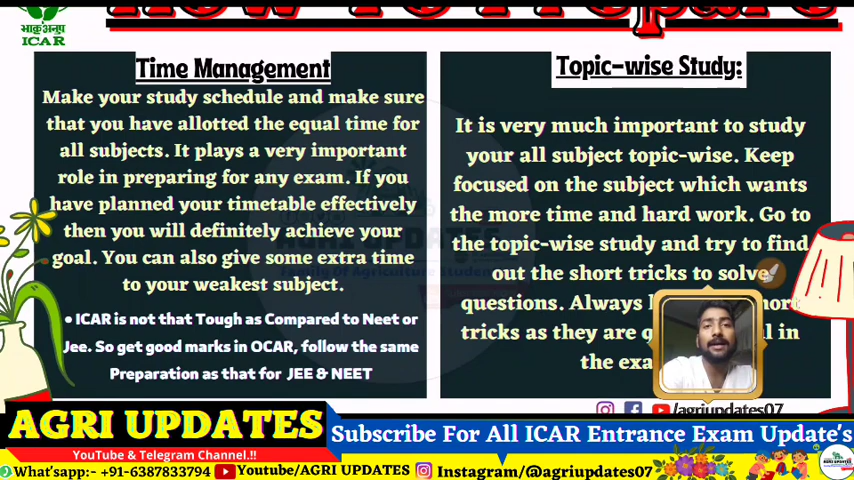 How To Prepare
भाकृअनुप
ICAR
Time Management
Make your study schedule and make sure
that you have allotted the equal time for
all subjects. It plays a very important
role in preparing for any exam. If you
have planned your timetable effectively
then you will definitely achieve your
goal. You can also give some extra time
to your weakest subject.
• ICAR is not that Tough as Compared to Neet or
Jee. So get good marks in OCAR, follow the same
Preparation as that for JEE & NEET
Topic-wise Study:
It is very much important to study
your all subject topic-wise. Keep
focused on the subject which wants
the more time and hard work. Go to
the topic-wise study and try to find
out the short tricks to solve
questions. Always
tricks as they are in
the
AGRI UPDATES
Family Of Agriculture Student
/agriupdates07
AGRI UPDATES
YouTube & Telegram Channel.!!
Subscribe For All ICAR Entrance Exam Update's
What'sapp:- +91-6387833794 Youtube/AGRI UPDATES Instagram/@agriupdates07